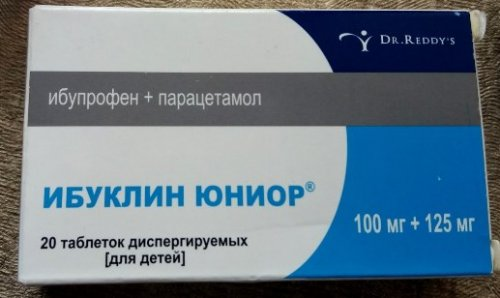 DR.REDDY'S
ибупрофен + парацетамол
ИБУКЛИН ЮНИОР®
100 мг + 125 мг
20 таблеток диспергируемых
[для детей]